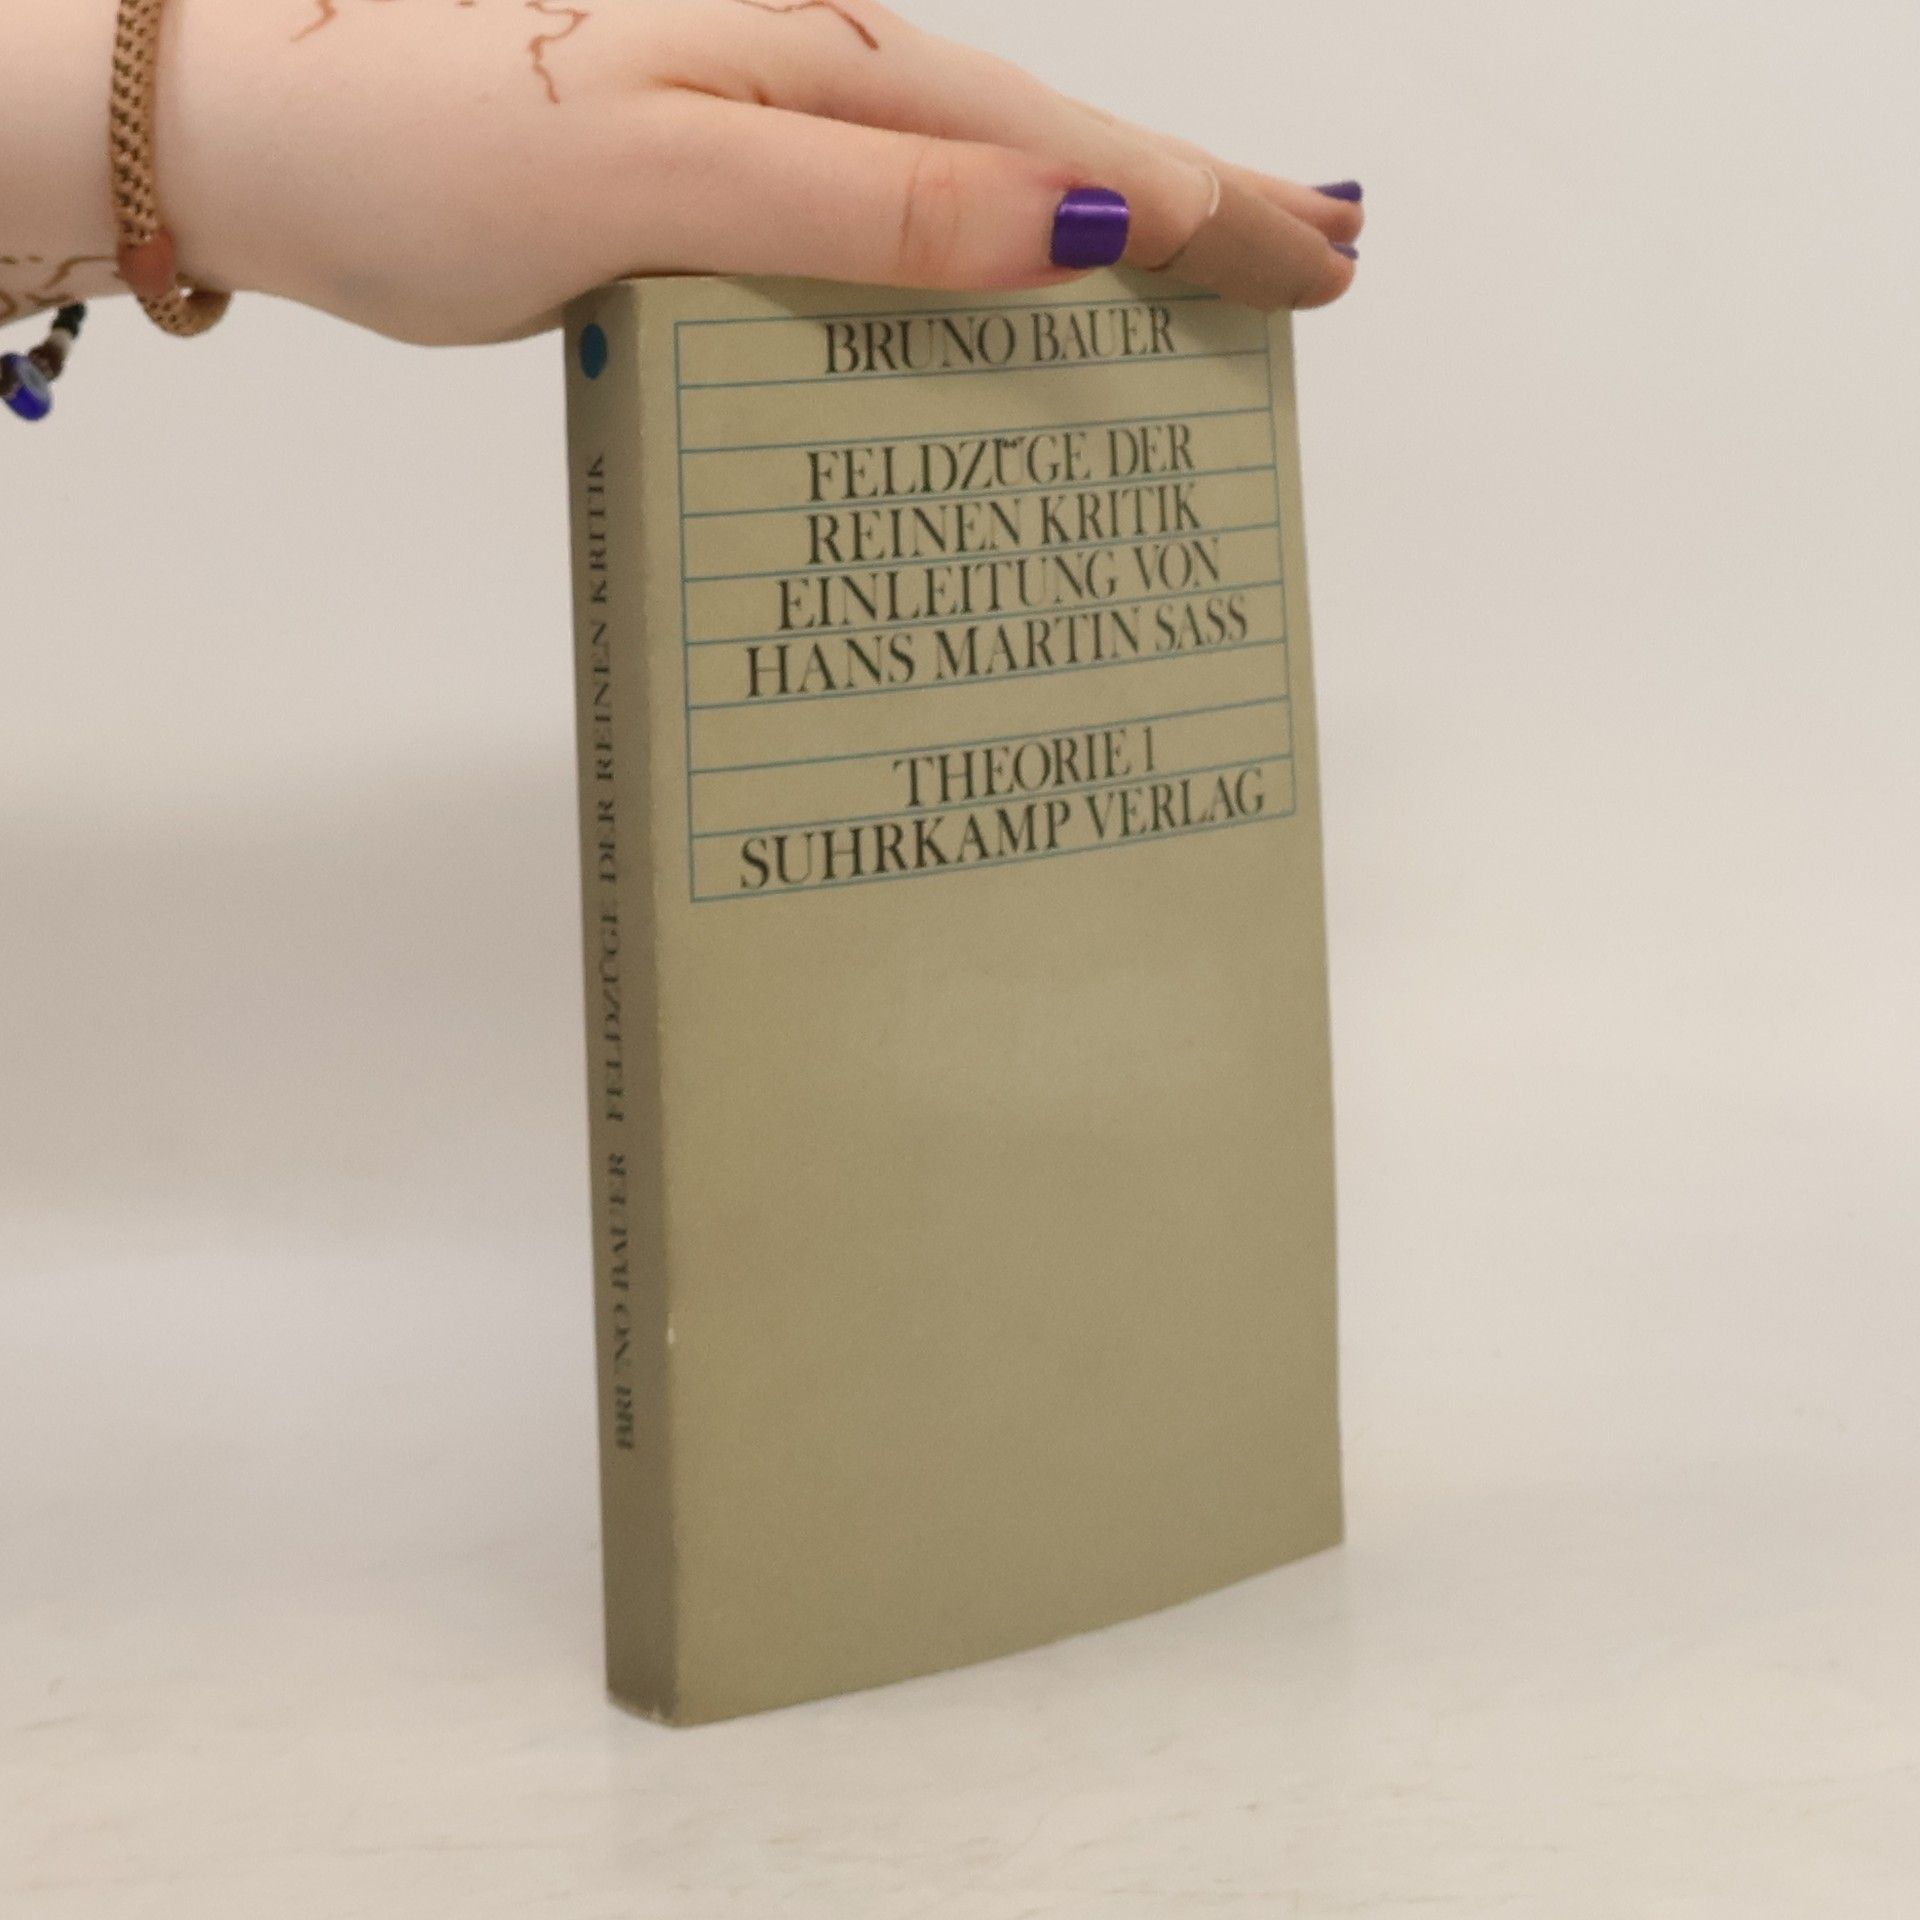 BRUNO BAUER
FELDZÜGE DER
REINEN KRITIK
EINLEITUNG VON
HANS MARTIN SASS
THEORIE 1
SUHRKAMP VERLAG
BRUNO BAUER FELDZÜGE DER REINEN KRITIK